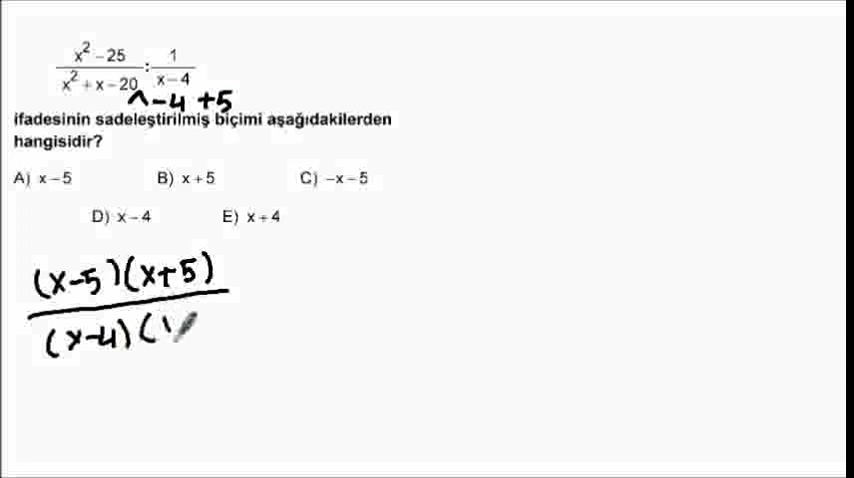 x² − 25 / x² + x − 20 : 1 / x − 4
−4 +5
ifadesinin sadeleştirilmiş biçimi aşağıdakilerden
hangisidir?
A) x − 5 B) x + 5 C) −x − 5
D) x − 4 E) x + 4
(x−5)(x+5)
(x−4)(